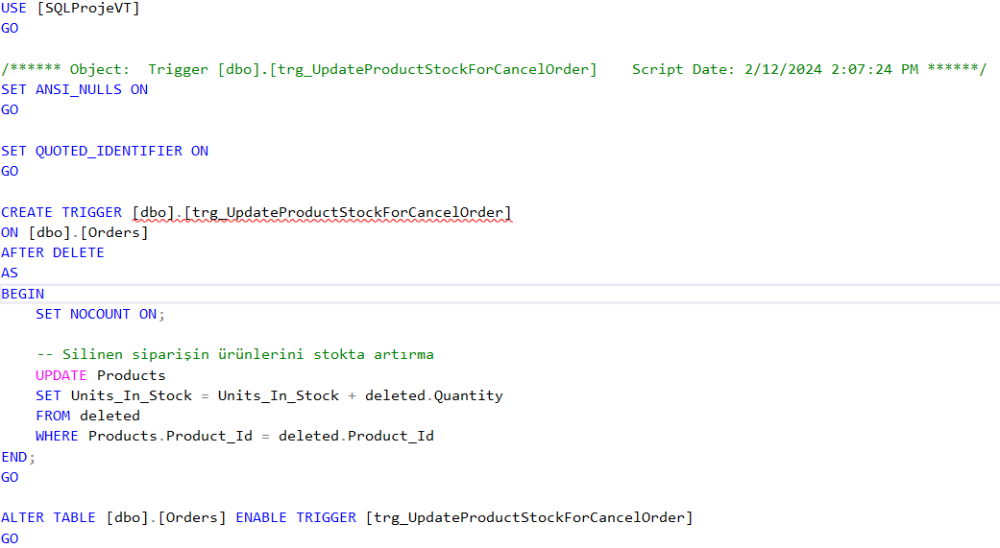 USE [SQLProjeVT]
GO
/****** Object:  Trigger [dbo].[trg_UpdateProductStockForCancelOrder]    Script Date: 2/12/2024 2:07:24 PM ******/
SET ANSI_NULLS ON
GO
SET QUOTED_IDENTIFIER ON
GO
CREATE TRIGGER [dbo].[trg_UpdateProductStockForCancelOrder]
ON [dbo].[Orders]
AFTER DELETE
AS
BEGIN
    SET NOCOUNT ON;
    -- Silinen siparişin ürünlerini stokta artırma
    UPDATE Products
    SET Units_In_Stock = Units_In_Stock + deleted.Quantity
    FROM deleted
    WHERE Products.Product_Id = deleted.Product_Id
END;
GO
ALTER TABLE [dbo].[Orders] ENABLE TRIGGER [trg_UpdateProductStockForCancelOrder]
GO